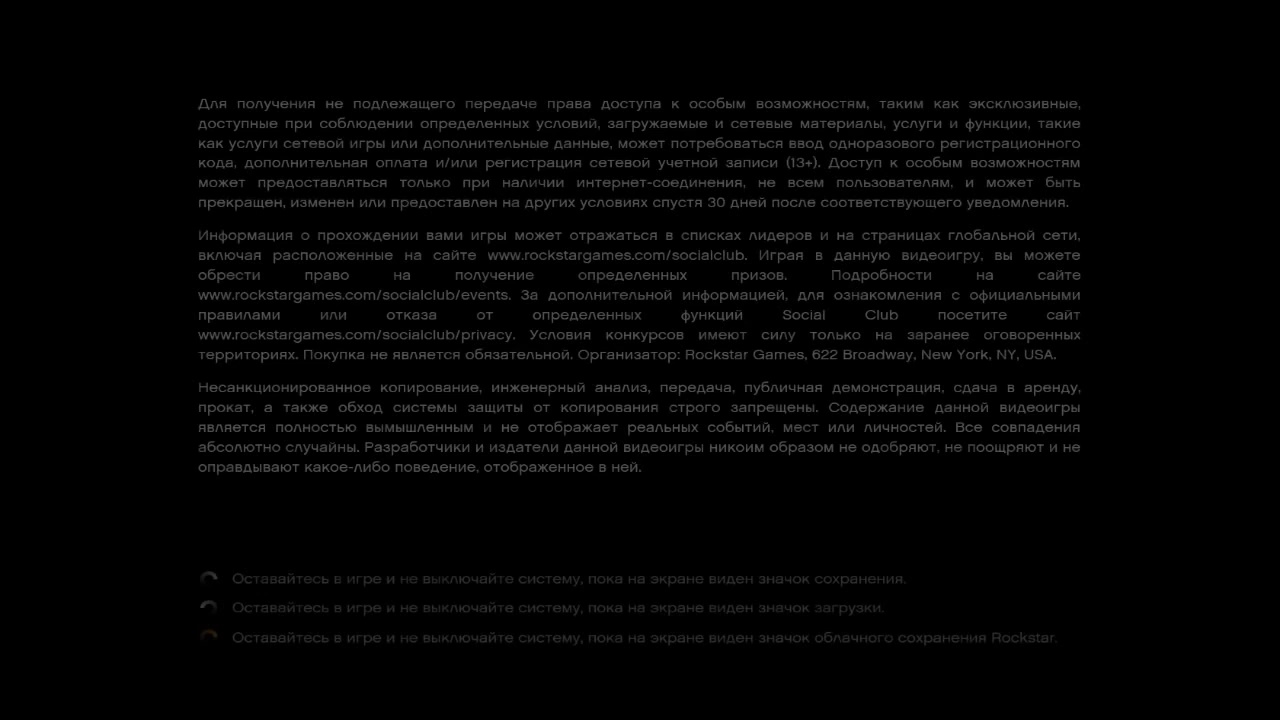 Для получения не подлежащего передаче права доступа к особым возможностям, таким как эксклюзивные,
доступные при соблюдении определенных условий, загружаемые и сетевые материалы, услуги и функции, такие
как услуги сетевой игры или дополнительные данные, может потребоваться ввод одноразового регистрационного
кода, дополнительная оплата и/или регистрация сетевой учетной записи (13+). Доступ к особым возможностям
может предоставляться только при наличии интернет-соединения, не всем пользователям, и может быть
прекращен, изменен или предоставлен на других условиях спустя 30 дней после соответствующего уведомления.
Информация о прохождении вами игры может отражаться в списках лидеров и на страницах глобальной сети,
включая расположенные на сайте www.rockstargames.com/socialclub. Играя в данную видеоигру, вы можете
обрести право на получение определенных призов. Подробности на сайте
www.rockstargames.com/socialclub/events. За дополнительной информацией, для ознакомления с официальными
правилами или отказа от определенных функций Social Club посетите сайт
www.rockstargames.com/socialclub/privacy. Условия конкурсов имеют силу только на заранее оговоренных
территориях. Покупка не является обязательной. Организатор: Rockstar Games, 622 Broadway, New York, NY, USA.
Несанкционированное копирование, инженерный анализ, передача, публичная демонстрация, сдача в аренду,
прокат, а также обход системы защиты от копирования строго запрещены. Содержание данной видеоигры
является полностью вымышленным и не отображает реальных событий, мест или личностей. Все совпадения
абсолютно случайны. Разработчики и издатели данной видеоигры никоим образом не одобряют, не поощряют и не
оправдывают какое-либо поведение, отображенное в ней.
Оставайтесь в игре и не выключайте систему, пока на экране виден значок сохранения.
Оставайтесь в игре и не выключайте систему, пока на экране виден значок загрузки.
Оставайтесь в игре и не выключайте систему, пока на экране виден значок облачного сохранения Rockstar.